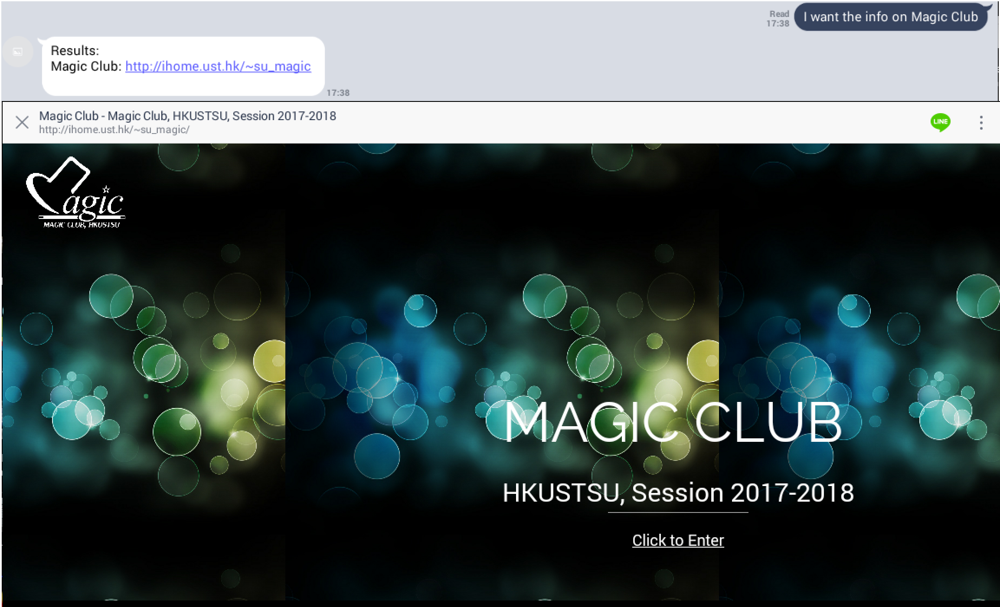 I want the info on Magic Club
Read
17:38
Results:
Magic Club: http://ihome.ust.hk/~su_magic
17:38
Magic Club - Magic Club, HKUSTSU, Session 2017-2018
http://ihome.ust.hk/~su_magic/
LINE
Magic
MAGIC CLUB, HKUSTSU
MAGIC CLUB
HKUSTSU, Session 2017-2018
Click to Enter